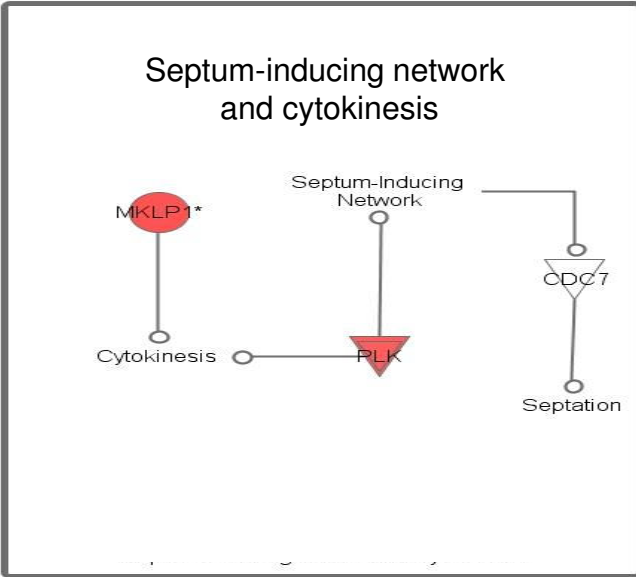 Septum-inducing network
and cytokinesis
Septum-Inducing
Network
MKLP1*
CDC7
Cytokinesis
PLK
Septation